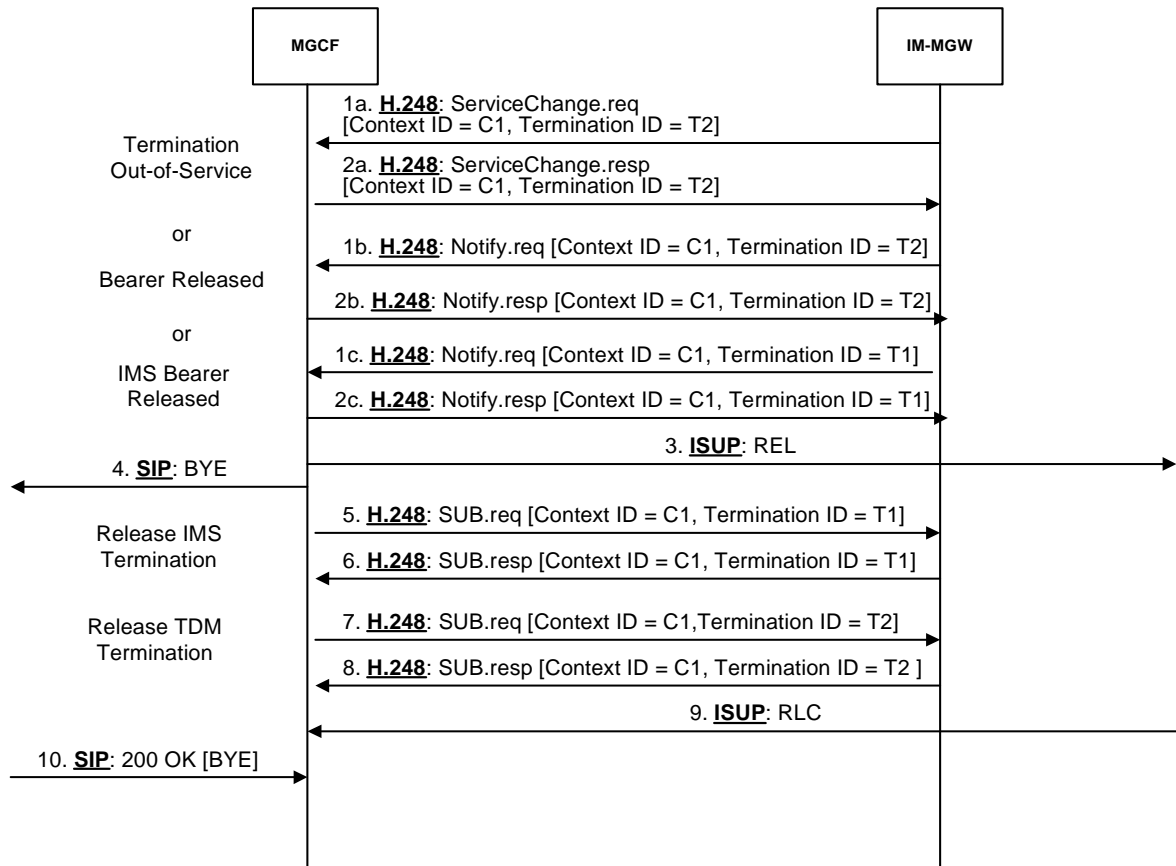 MGCF
IM-MGW
1a. H.248: ServiceChange.req
[Context ID = C1, Termination ID = T2]
Termination
Out-of-Service
2a. H.248: ServiceChange.resp
[Context ID = C1, Termination ID = T2]
or
1b. H.248: Notify.req [Context ID = C1, Termination ID = T2]
Bearer Released
2b. H.248: Notify.resp [Context ID = C1, Termination ID = T2]
or
1c. H.248: Notify.req [Context ID = C1, Termination ID = T1]
IMS Bearer
Released
2c. H.248: Notify.resp [Context ID = C1, Termination ID = T1]
3. ISUP: REL
4. SIP: BYE
5. H.248: SUB.req [Context ID = C1, Termination ID = T1]
Release IMS
Termination
6. H.248: SUB.resp [Context ID = C1, Termination ID = T1]
7. H.248: SUB.req [Context ID = C1,Termination ID = T2]
Release TDM
Termination
8. H.248: SUB.resp [Context ID = C1, Termination ID = T2 ]
9. ISUP: RLC
10. SIP: 200 OK [BYE]